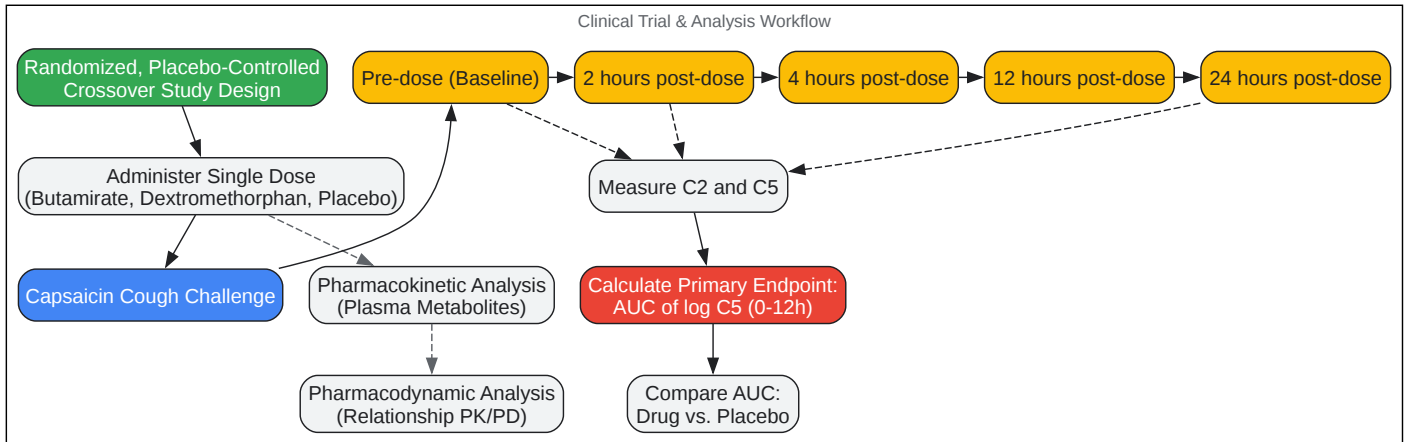 Clinical Trial & Analysis Workflow
Randomized, Placebo-Controlled
Crossover Study Design
Pre-dose (Baseline)
2 hours post-dose
4 hours post-dose
12 hours post-dose
24 hours post-dose
Administer Single Dose
(Butamirate, Dextromethorphan, Placebo)
Measure C2 and C5
Capsaicin Cough Challenge
Pharmacokinetic Analysis
(Plasma Metabolites)
Calculate Primary Endpoint:
AUC of log C5 (0-12h)
Pharmacodynamic Analysis
(Relationship PK/PD)
Compare AUC:
Drug vs. Placebo